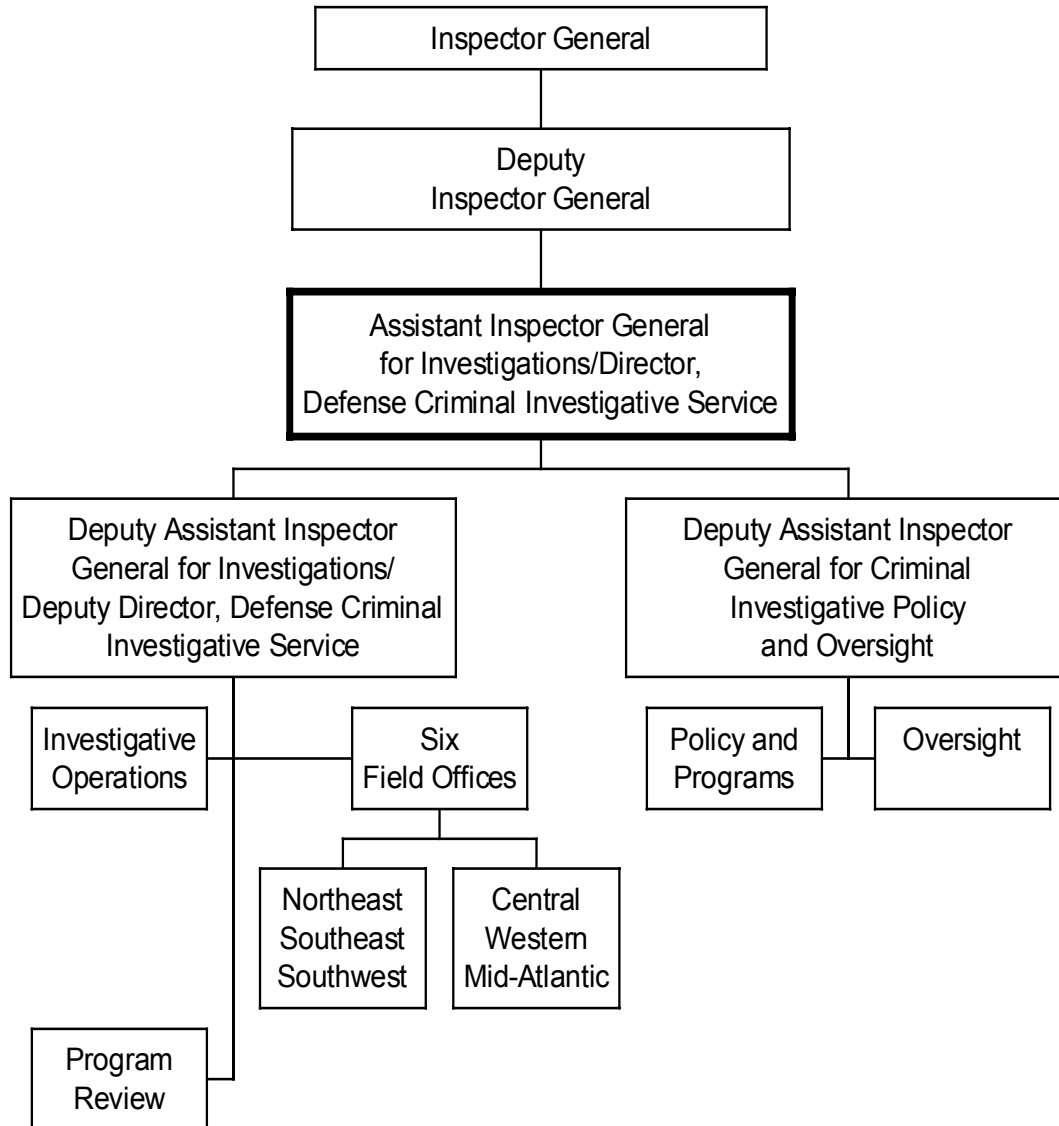 Inspector General
Deputy
Inspector General
Assistant Inspector General
for Investigations/Director,
Defense Criminal Investigative Service
Deputy Assistant Inspector
General for Investigations/
Deputy Director, Defense Criminal
Investigative Service
Deputy Assistant Inspector
General for Criminal
Investigative Policy
and Oversight
Investigative
Operations
Six
Field Offices
Policy and
Programs
Oversight
Northeast
Southeast
Southwest
Central
Western
Mid-Atlantic
Program
Review